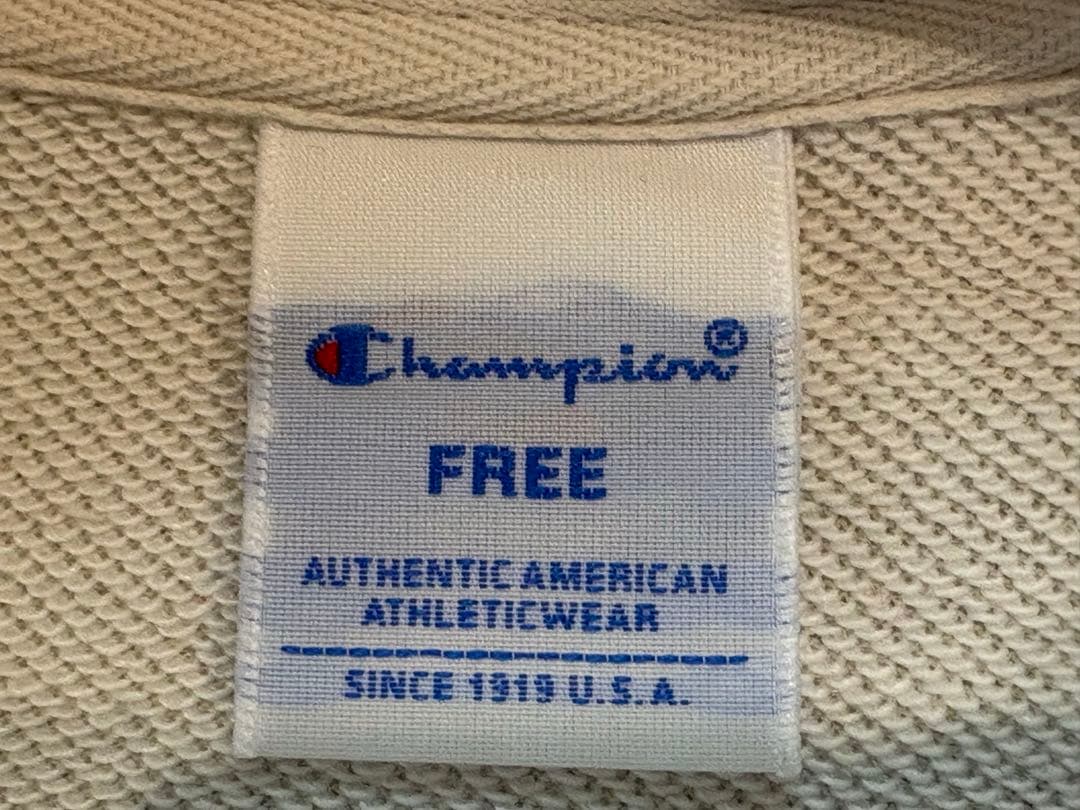 Champion®
FREE
AUTHENTIC AMERICAN
ATHLETICWEAR
SINCE 1919 U.S.A.